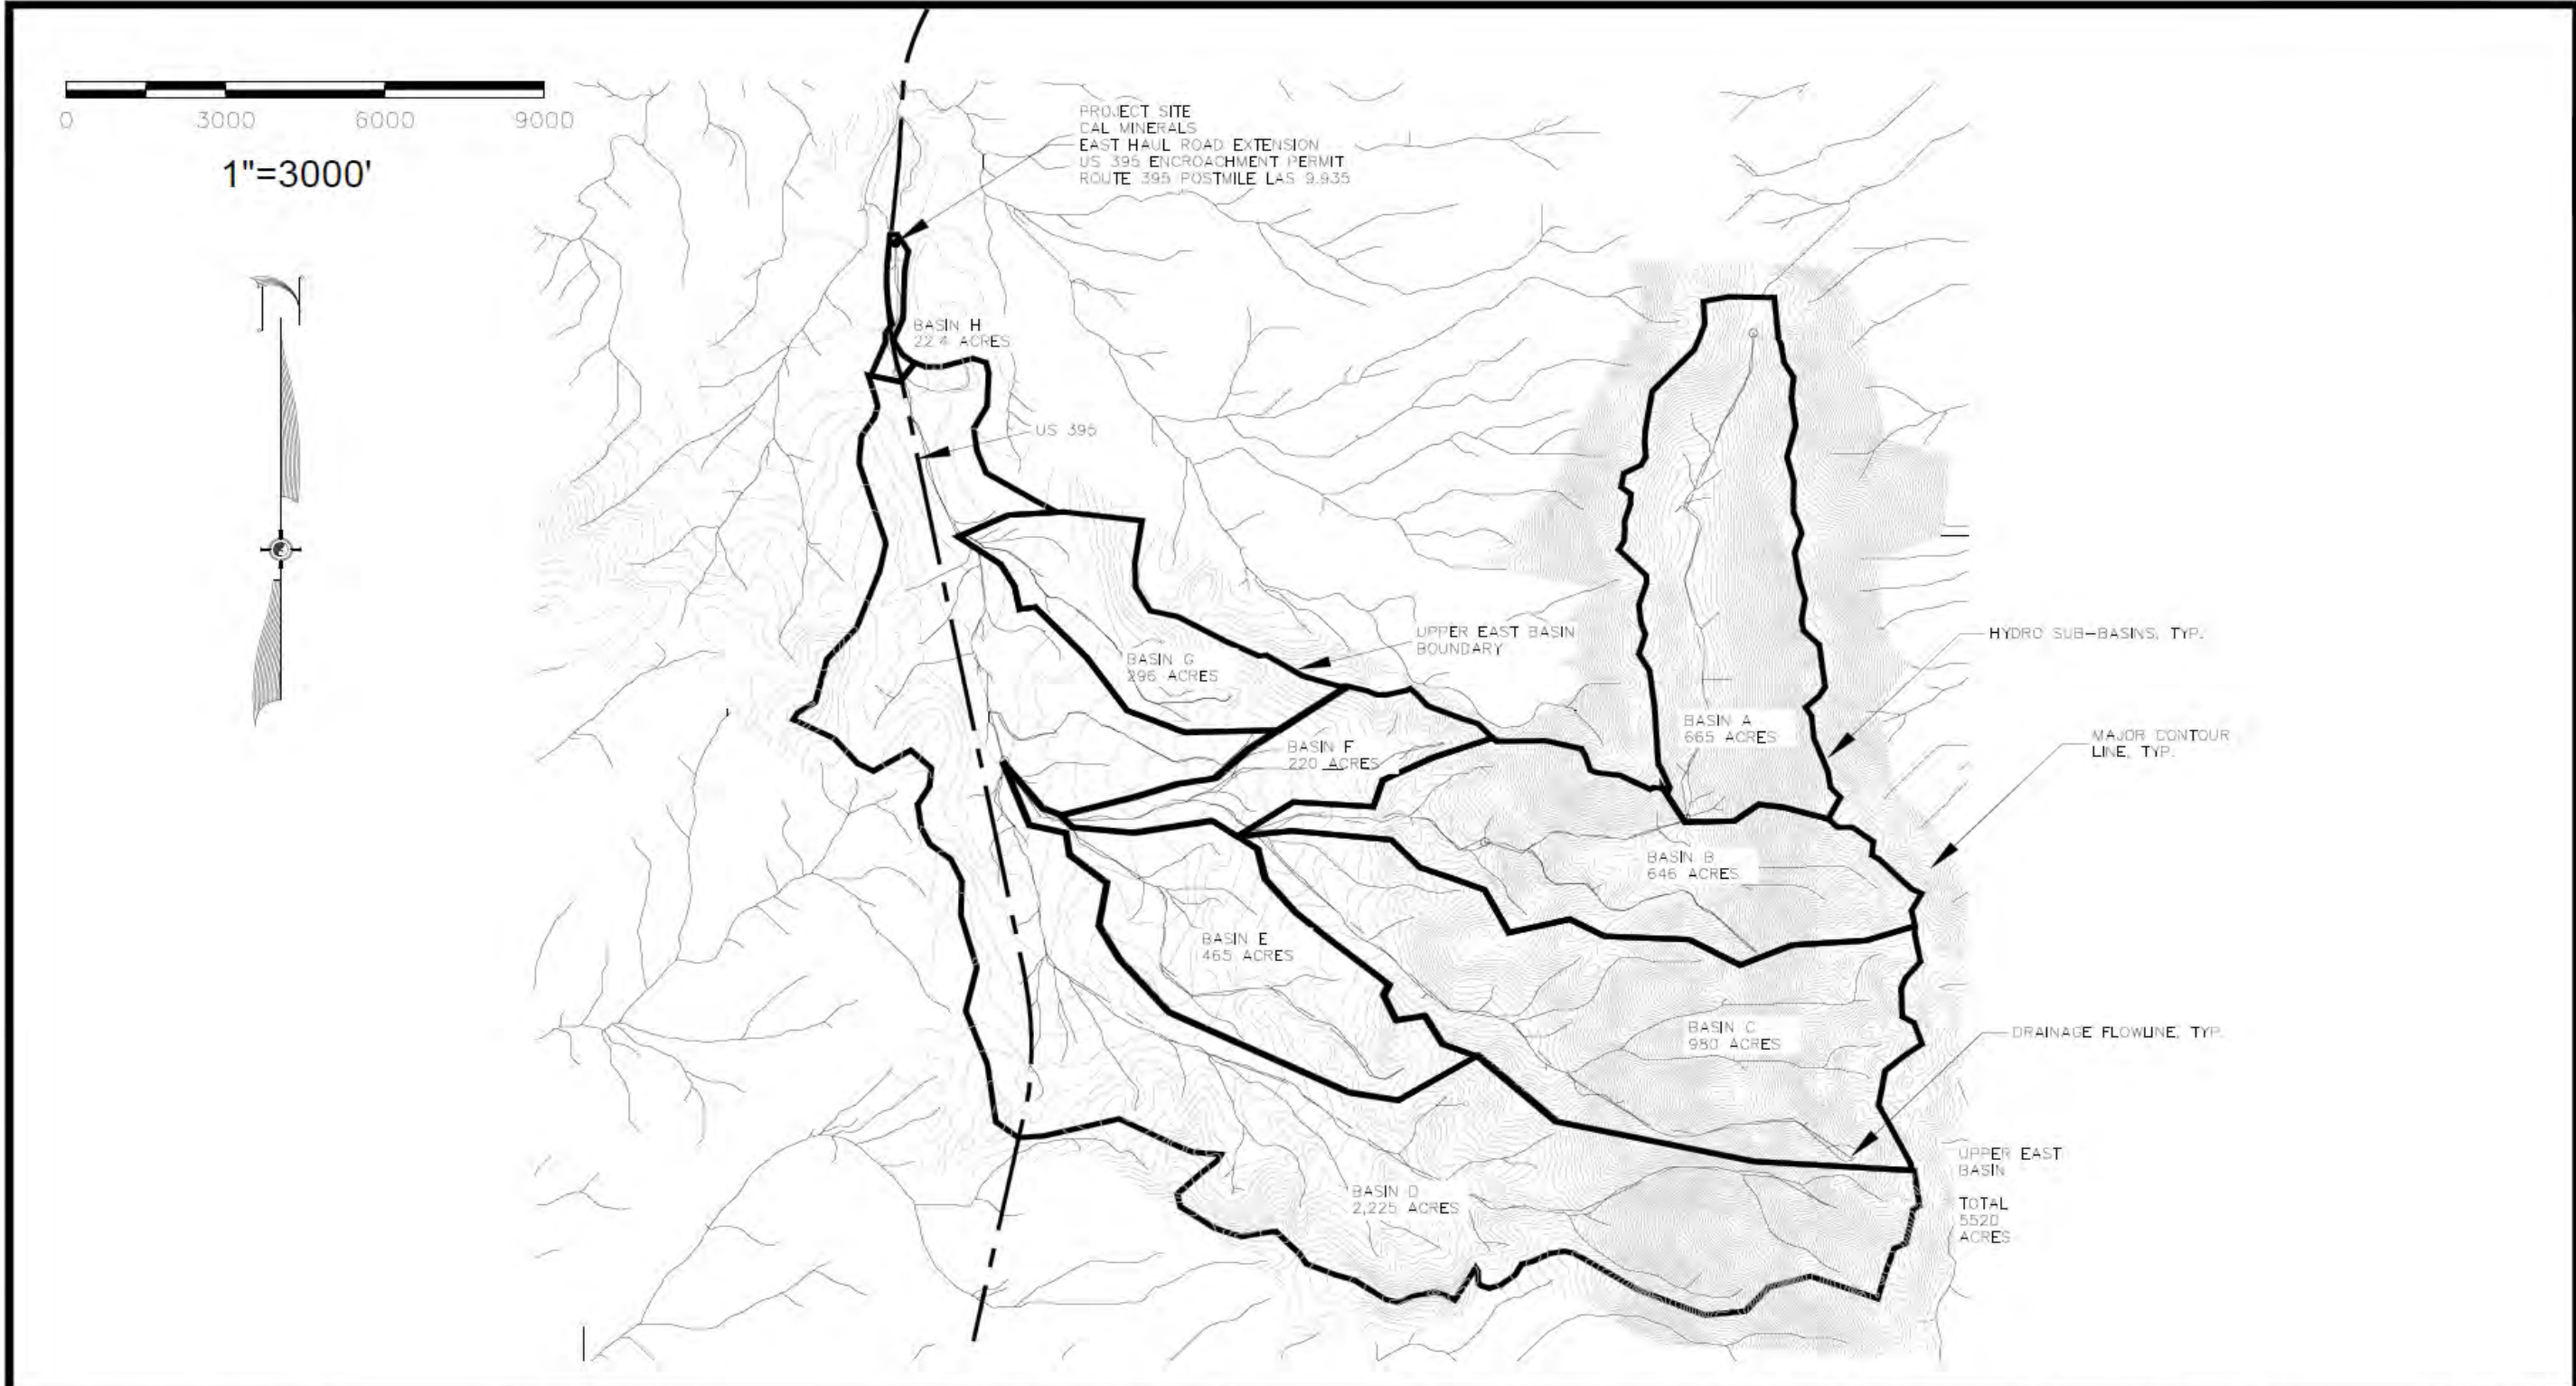 0 3000 6000 9000
1"=3000'
PROJECT SITE
CAL MINERALS
EAST HAUL ROAD EXTENSION
US 395 ENCROACHMENT PERMIT
ROUTE 395 POSTMILE LAS 9.935
BASIN H
22.4 ACRES
US 395
UPPER EAST BASIN
BOUNDARY
HYDRO SUB-BASINS, TYP.
BASIN G
296 ACRES
BASIN A
665 ACRES
MAJOR CONTOUR
LINE, TYP.
BASIN F
220 ACRES
BASIN B
646 ACRES
BASIN E
465 ACRES
BASIN C
980 ACRES
DRAINAGE FLOWLINE, TYP.
BASIN D
2,225 ACRES
UPPER EAST
BASIN
TOTAL
5520
ACRES